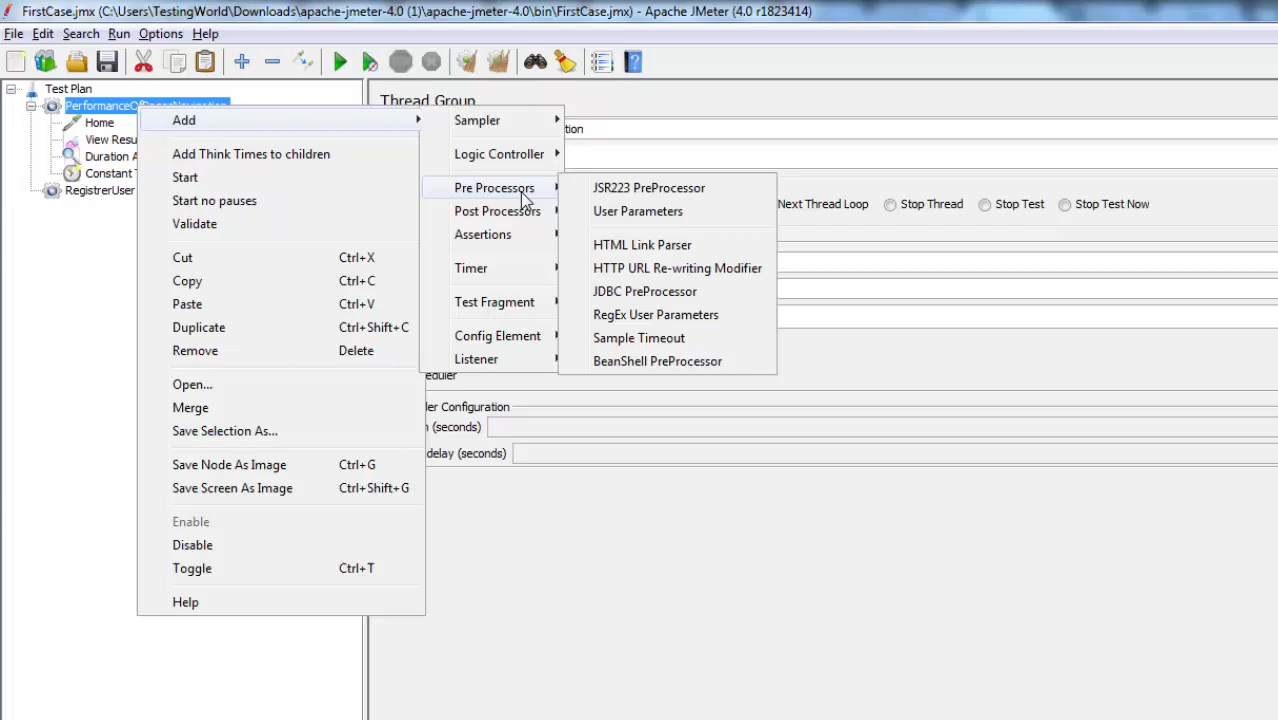 FirstCase.jmx (C:\Users\TestingWorld\Downloads\apache-jmeter-4.0 (1)\apache-jmeter-4.0\bin\FirstCase.jmx) - Apache JMeter (4.0 r1823414)
File Edit Search Run Options Help
Test Plan
Home
View Resu
Duration A
Constant T
RegistrerUser
Thread Group
tion
Next Thread Loop Stop Thread Stop Test Stop Test Now
eduler
ler Configuration
n (seconds)
delay (seconds)
Add
Add Think Times to children
Start
Start no pauses
Validate
Cut Ctrl+X
Copy Ctrl+C
Paste Ctrl+V
Duplicate Ctrl+Shift+C
Remove Delete
Open...
Merge
Save Selection As...
Save Node As Image Ctrl+G
Save Screen As Image Ctrl+Shift+G
Enable
Disable
Toggle Ctrl+T
Help
Sampler
Logic Controller
Pre Processors
Post Processors
Assertions
Timer
Test Fragment
Config Element
Listener
JSR223 PreProcessor
User Parameters
HTML Link Parser
HTTP URL Re-writing Modifier
JDBC PreProcessor
RegEx User Parameters
Sample Timeout
BeanShell PreProcessor